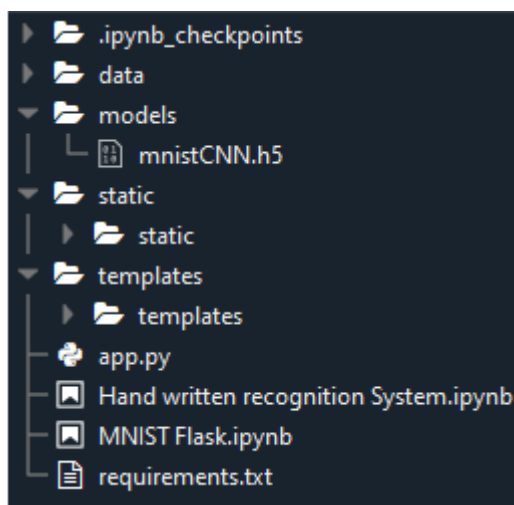 .ipynb_checkpoints
data
models
mnistCNN.h5
static
static
templates
templates
app.py
Hand written recognition System.ipynb
MNIST Flask.ipynb
requirements.txt